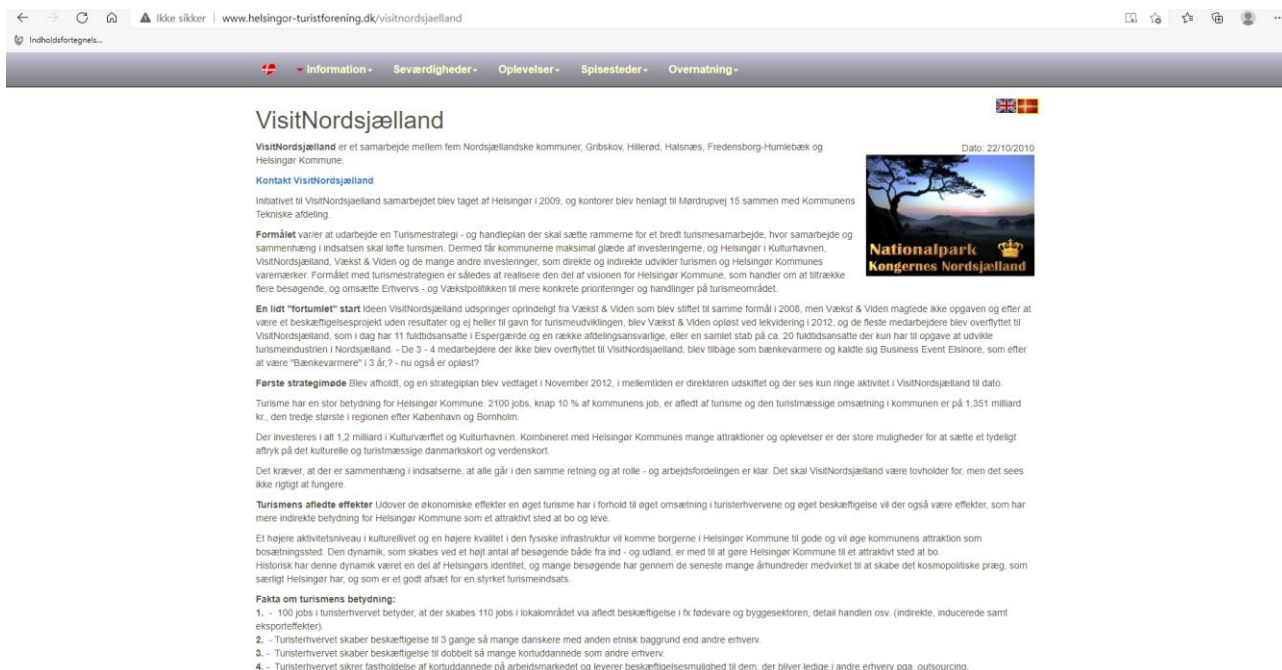 Ikke sikker | www.helsingor-turistforening.dk/visitnordsjaelland
Indholdsfortegnels...
Information Seværdigheder Oplevelser Spisesteder Overnatning
VisitNordsjælland
VisitNordsjælland er et samarbejde mellem fem Nordsjællandske kommuner, Gribskov, Hillerød, Halsnæs, Fredensborg-Humlebæk og
Helsingør Kommune.
Dato: 22/10/2010
Nationalpark
Kongernes Nordsjælland
Kontakt VisitNordsjælland
Initiativet til VisitNordsjaelland samarbejdet blev taget af Helsingør i 2009, og kontorer blev henlagt til Mørdrupvej 15 sammen med Kommunens
Tekniske afdeling.
Formålet var/er at udarbejde en Turismestrategi - og handleplan der skal sætte rammerne for et bredt turismesamarbejde, hvor samarbejde og
sammenhæng i indsatsen skal løfte turismen. Dermed får kommunerne maksimal glæde af investeringerne, og Helsingør i Kulturhavnen,
VisitNordsjælland, Vækst & Viden og de mange andre investeringer, som direkte og indirekte udvikler turismen og Helsingør Kommunes
varemærker. Formålet med turismestrategien er således at realisere den del af visionen for Helsingør Kommune, som handler om at tiltrække
flere besøgende, og omsætte Erhvervs - og Vækstpolitikken til mere konkrete prioriteringer og handlinger på turismeområdet.
En lidt "fortumlet" start Ideen VisitNordsjælland udspringer oprindeligt fra Vækst & Viden som blev stiftet til samme formål i 2008, men Vækst & Viden magtede ikke opgaven og efter at
være et beskæftigelsesprojekt uden resultater og ej heller til gavn for turismeudviklingen, blev Vækst & Viden opløst ved lekvidering i 2012, og de fleste medarbejdere blev overflyttet til
VisitNordsjælland, som i dag har 11 fuldtidsansatte i Espergærde og en række afdelingsansvarlige, eller en samlet stab på ca. 20 fuldtidsansatte der kun har til opgave at udvikle
turismeindustrien i Nordsjælland. - De 3 - 4 medarbejdere der ikke blev overflyttet til VisitNordsjaelland, blev tilbage som bænkevarmere og kaldte sig Business Event Elsinore, som efter
at være "Bænkevarmere" i 3 år,? - nu også er opløst?
Første strategimøde Blev afholdt, og en strategiplan blev vedtaget i November 2012, i mellemtiden er direktøren udskiftet og der ses kun ringe aktivitet i VisitNordsjælland til dato.
Turisme har en stor betydning for Helsingør Kommune. 2100 jobs, knap 10 % af kommunens job, er afledt af turisme og den turistmæssige omsætning i kommunen er på 1,351 milliard
kr., den tredje største i regionen efter København og Bornholm.
Der investeres i alt 1,2 milliard i Kulturværftet og Kulturhavnen. Kombineret med Helsingør Kommunes mange attraktioner og oplevelser er der store muligheder for at sætte et tydeligt
aftryk på det kulturelle og turistmæssige danmarkskort og verdenskort.
Det kræver, at der er sammenhæng i indsatserne, at alle går i den samme retning og at rolle - og arbejdsfordelingen er klar. Det skal VisitNordsjælland være tovholder for, men det sees
ikke rigtigt at fungere.
Turismens afledte effekter Udover de økonomiske effekter en øget turisme har i forhold til øget omsætning i turisterhvervene og øget beskæftigelse vil der også være effekter, som har
mere indirekte betydning for Helsingør Kommune som et attraktivt sted at bo og leve.
Et højere aktivitetsniveau i kulturellivet og en højere kvalitet i den fysiske infrastruktur vil komme borgerne i Helsingør Kommune til gode og vil øge kommunens attraktion som
bosætningssted. Den dynamik, som skabes ved et højt antal af besøgende både fra ind - og udland, er med til at gøre Helsingør Kommune til et attraktivt sted at bo.
Historisk har denne dynamik været en del af Helsingørs identitet, og mange besøgende har gennem de seneste mange århundreder medvirket til at skabe det kosmopolitiske præg, som
særligt Helsingør har, og som er et godt afsæt for en styrket turismeindsats.
Fakta om turismens betydning:
1. - 100 jobs i turisterhvervet betyder, at der skabes 110 jobs i lokalområdet via afledt beskæftigelse i fx fødevare og byggesektoren, detail handlen osv. (indirekte, inducerede samt
eksporteffekter).
2. - Turisterhvervet skaber beskæftigelse til 3 gange så mange danskere med anden etnisk baggrund end andre erhverv.
3. - Turisterhvervet skaber beskæftigelse til dobbelt så mange kortuddannede som andre erhverv.
4. - Turisterhvervet sikrer fastholdelse af kortuddannede på arbejdsmarkedet og leverer beskæftigelsesmulighed til dem, der bliver ledige i andre erhverv pga. outsourcing.